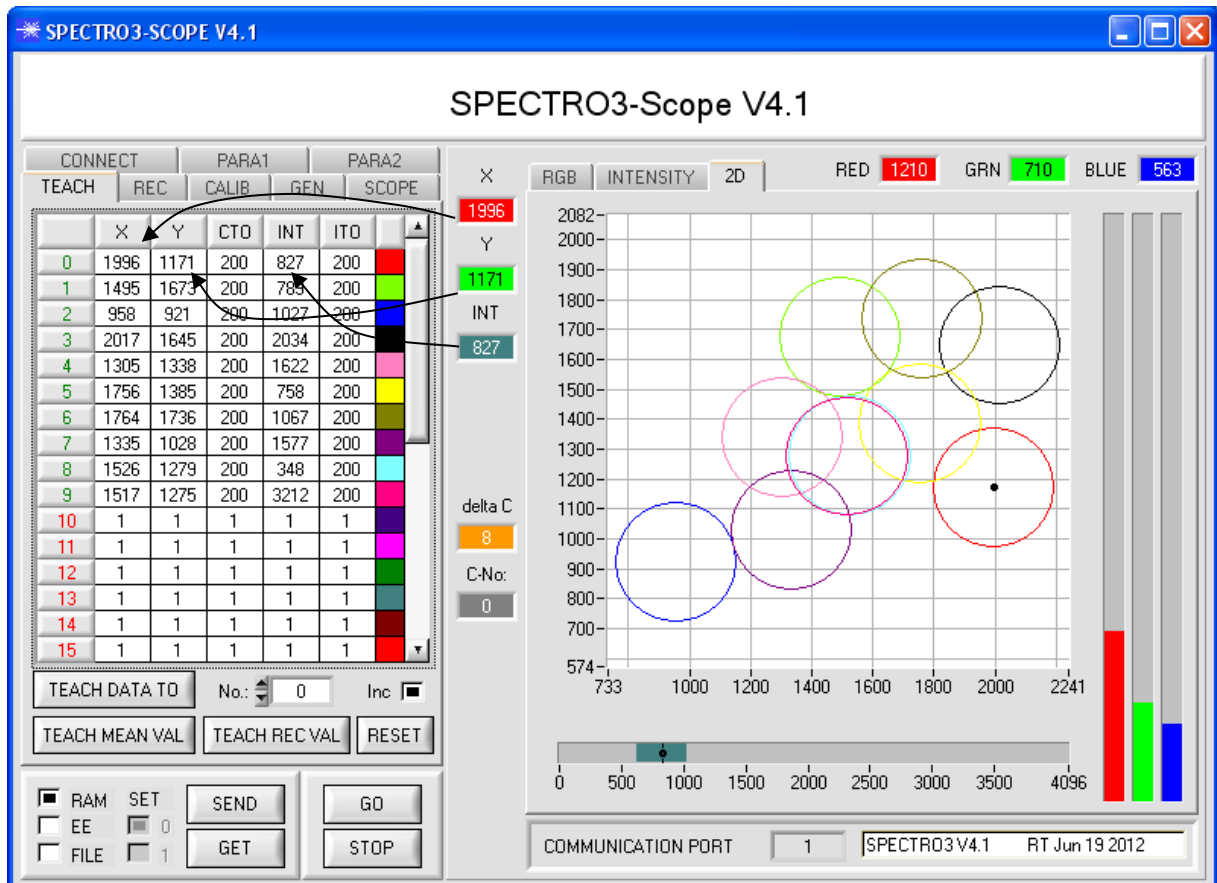 SPECTRO3-SCOPE V4.1
SPECTRO3-Scope V4.1
CONNECT PARA1 PARA2
TEACH REC CALIB GEN SCOPE
X Y CTO INT ITO
0 1996 1171 200 827 200
1 1495 1673 200 789 200
2 958 921 200 1027 200
3 2017 1645 200 2034 200
4 1305 1338 200 1622 200
5 1756 1385 200 758 200
6 1764 1736 200 1067 200
7 1335 1028 200 1577 200
8 1526 1279 200 348 200
9 1517 1275 200 3212 200
10 1 1 1 1 1
11 1 1 1 1 1
12 1 1 1 1 1
13 1 1 1 1 1
14 1 1 1 1 1
15 1 1 1 1 1
TEACH DATA TO No.: 0 Inc
TEACH MEAN VAL TEACH REC VAL RESET
RAM SET SEND GO
EE 0
FILE 1 GET STOP
X
1996
Y
1171
INT
827
delta C
8
C-No:
0
RGB INTENSITY 2D RED 1210 GRN 710 BLUE 563
2082
2000
1900
1800
1700
1600
1500
1400
1300
1200
1100
1000
900
800
700
574
733 1000 1200 1400 1600 1800 2000 2241
0 500 1000 1500 2000 2500 3000 3500 4096
COMMUNICATION PORT 1 SPECTRO3 V4.1 RT Jun 19 2012